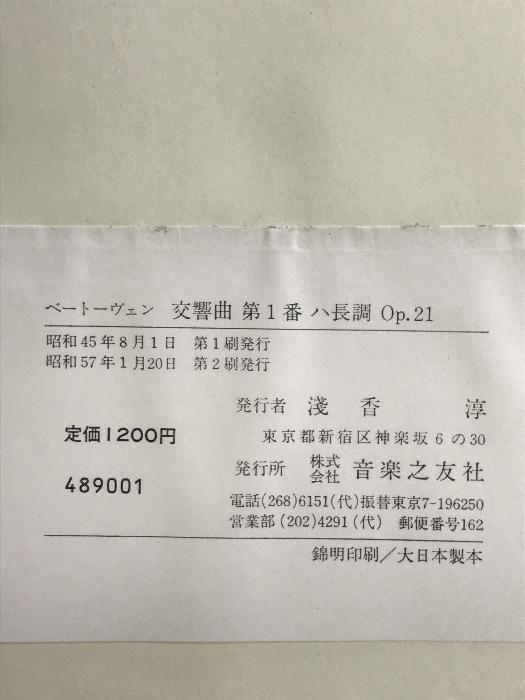 ベートーヴェン 交響曲 第1番 ハ長調 Op.21
昭和45年8月1日 第1刷発行
昭和57年1月20日 第2刷発行
発行者 淺香 淳
定価1200円
東京都新宿区神楽坂6の30
発行所 株式会社 音楽之友社
489001
電話(268)6151(代)振替東京7-196250
営業部(202)4291(代) 郵便番号162
錦明印刷/大日本製本